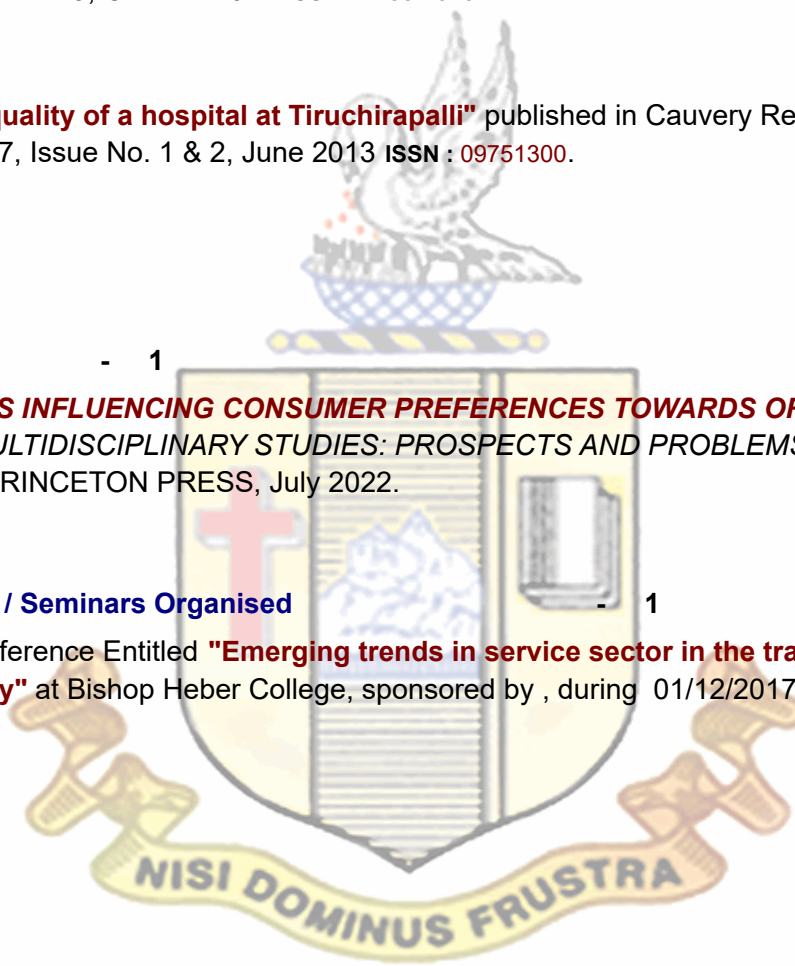 quality of a hospital at Tiruchirapalli" published in Cauvery Re
7, Issue No. 1 & 2, June 2013 ISSN : 09751300.
- 1
S INFLUENCING CONSUMER PREFERENCES TOWARDS OR
ULTIDISCIPLINARY STUDIES: PROSPECTS AND PROBLEMS
RINCETON PRESS, July 2022.
/ Seminars Organised - 1
ference Entitled "Emerging trends in service sector in the tra
y" at Bishop Heber College, sponsored by , during 01/12/2017
NISI DOMINUS FRUSTRA